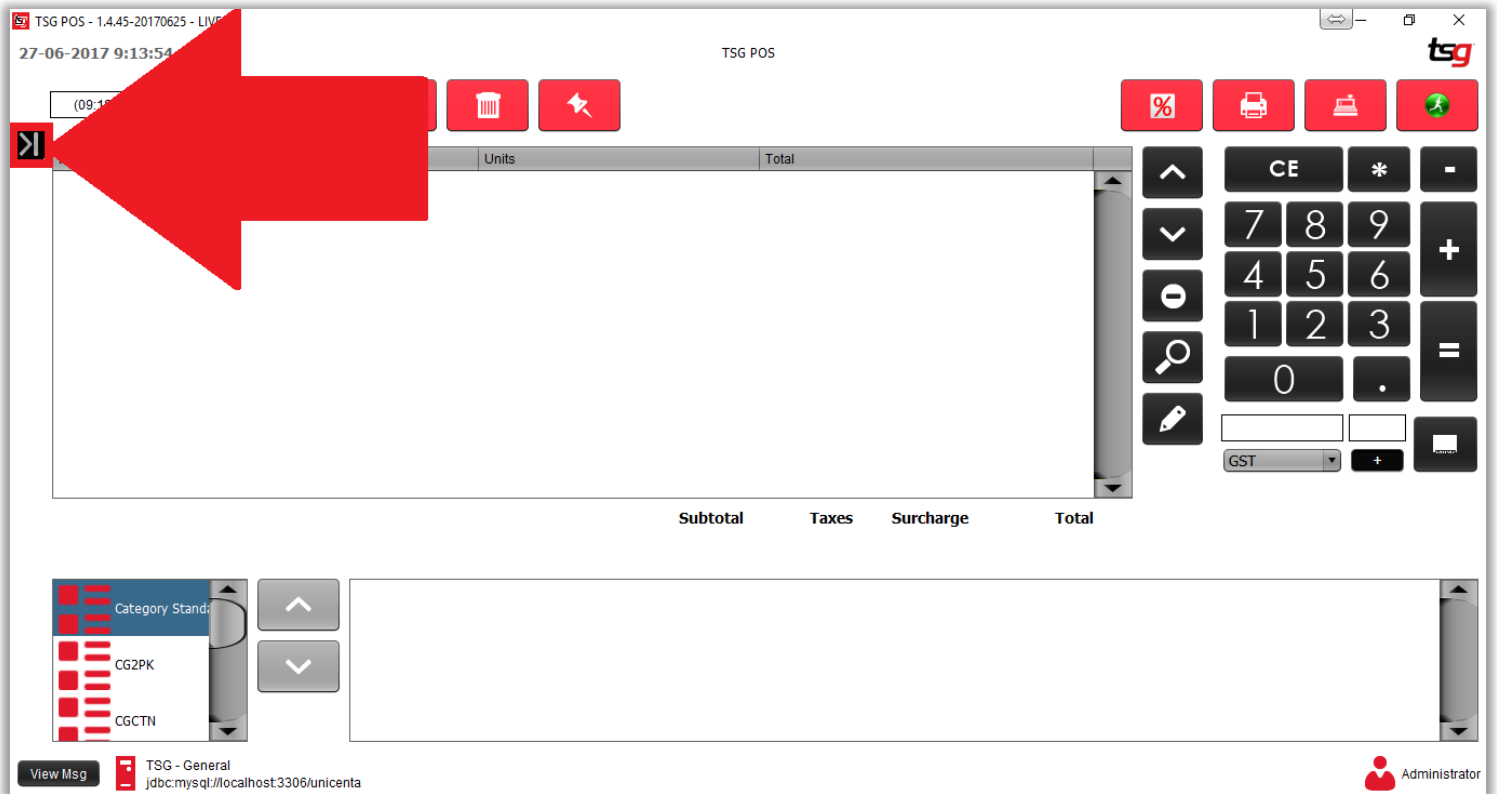 TSG POS - 1.4.45-20170625 - LIVE
27-06-2017 9:13:54
TSG POS
tsg
%
Units
Total
CE
*
-
7
8
9
+
4
5
6
1
2
3
=
0
.
GST
+
Subtotal
Taxes
Surcharge
Total
Category Standa
CG2PK
CGCTN
View Msg
TSG - General
jdbc:mysql://localhost:3306/unicenta
Administrator